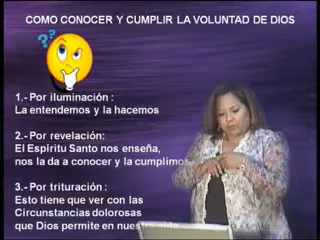 COMO CONOCER Y CUMPLIR LA VOLUNTAD DE DIOS
??
1.- Por iluminación :
La entendemos y la hacemos
2.- Por revelación:
El Espíritu Santo nos enseña,
nos la da a conocer y la cumplimos
3.- Por trituración :
Esto tiene que ver con las
Circunstancias dolorosas
que Dios permite en nuestra vida